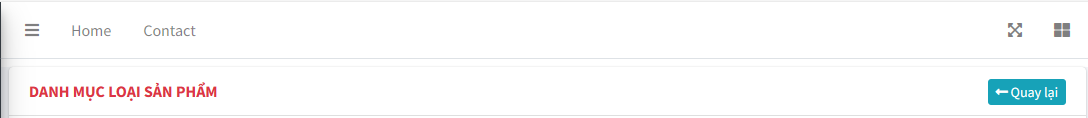 Home Contact
DANH MỤC LOẠI SẢN PHẨM Quay lại